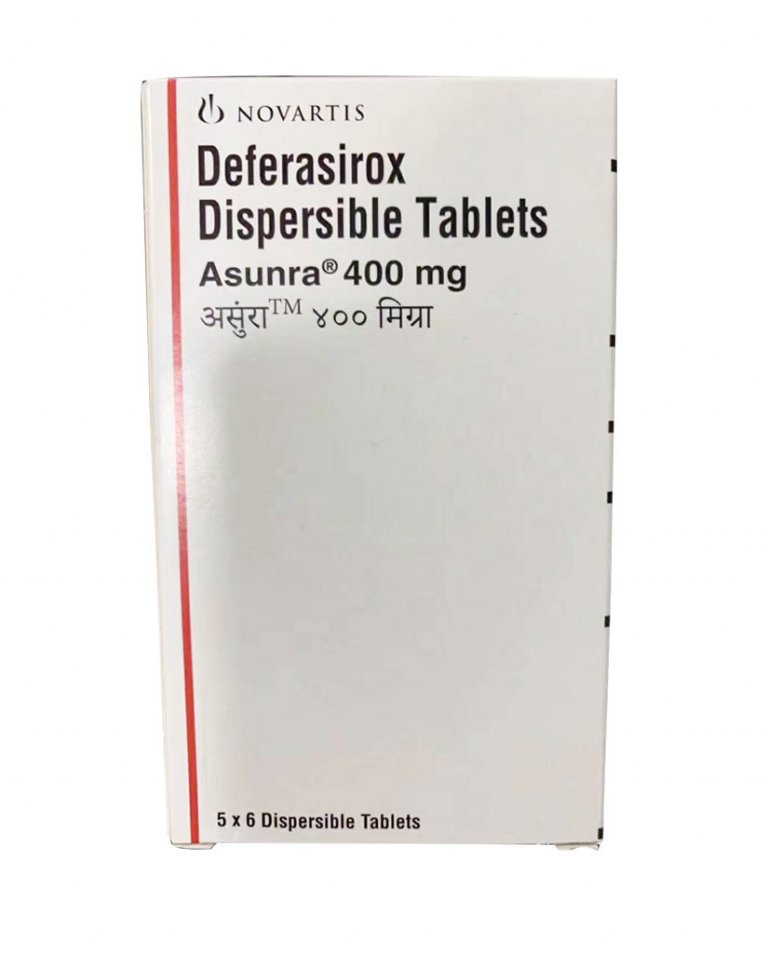 NOVARTIS
Deferasirox
Dispersible Tablets
Asunra® 400 mg
असुंरा™ ४०० मिग्रा
5 x 6 Dispersible Tablets